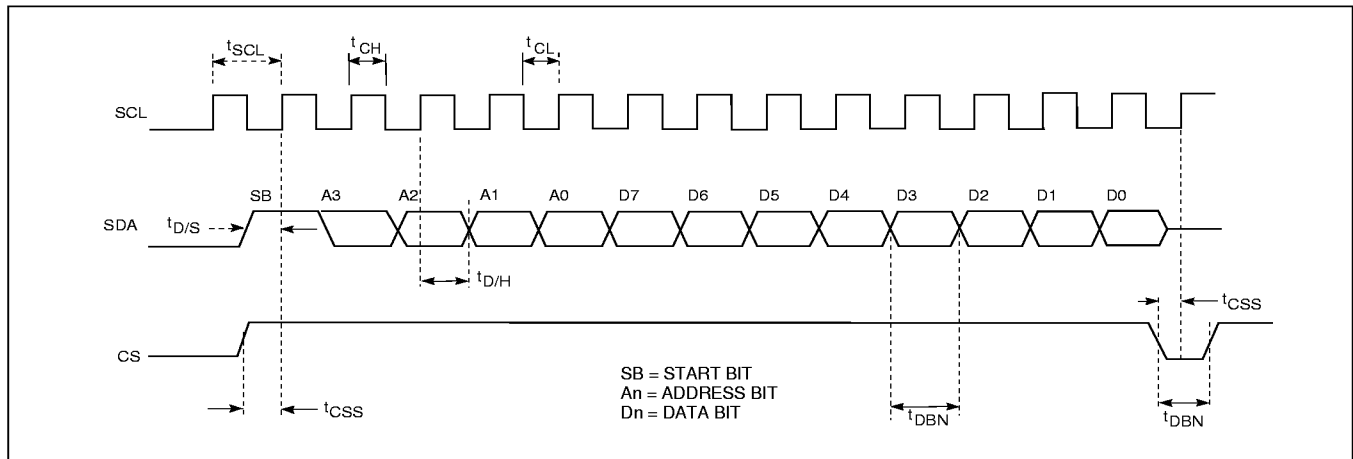 tSCL
tCH
tCL
SCL
SB A3 A2 A1 A0 D7 D6 D5 D4 D3 D2 D1 D0
tD/S
SDA
tD/H
tCSS
CS
SB = START BIT
An = ADDRESS BIT
Dn = DATA BIT
tCSS
tDBN
tDBN